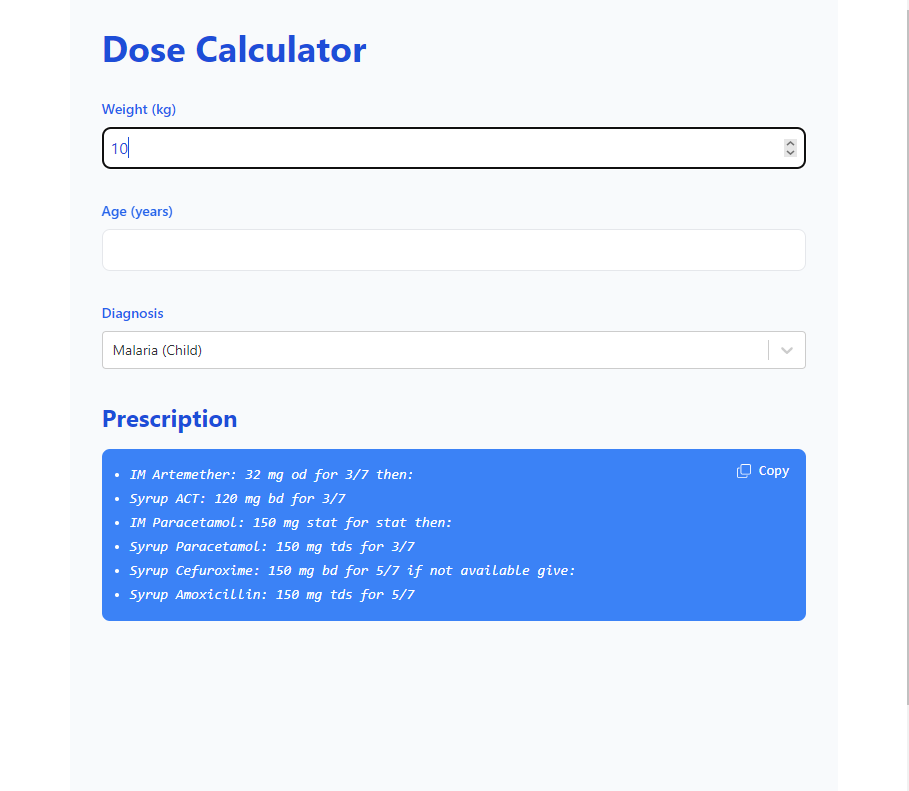 Dose Calculator
Weight (kg)
10
Age (years)
Diagnosis
Malaria (Child)
Prescription
Copy
• IM Artemether: 32 mg od for 3/7 then:
• Syrup ACT: 120 mg bd for 3/7
• IM Paracetamol: 150 mg stat for stat then:
• Syrup Paracetamol: 150 mg tds for 3/7
• Syrup Cefuroxime: 150 mg bd for 5/7 if not available give:
• Syrup Amoxicillin: 150 mg tds for 5/7